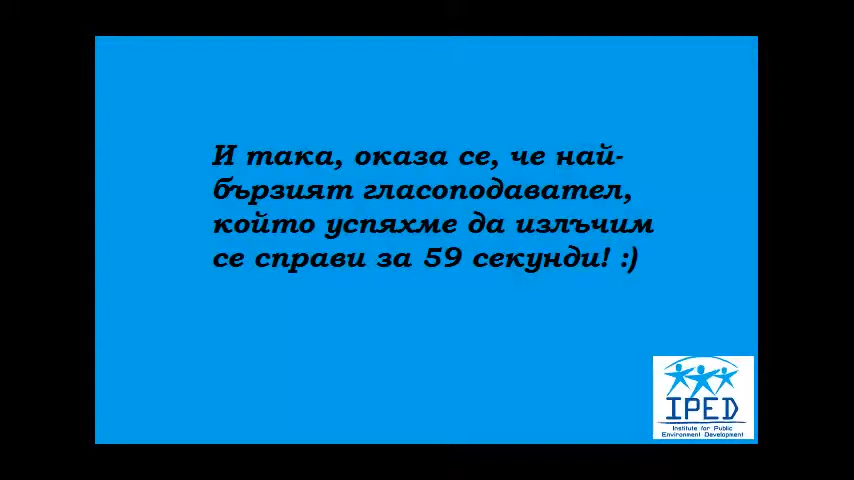 И така, оказа се, че най-
бързият гласоподавател,
който успяхме да излъчим
се справи за 59 секунди! :)
IPED
Institute for Public
Environment Development